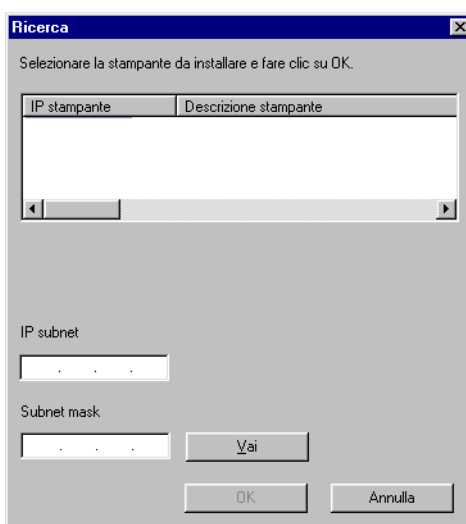 Ricerca
Selezionare la stampante da installare e fare clic su OK.
IP stampante Descrizione stampante
IP subnet
. . .
Subnet mask
. . . Vai
OK Annulla